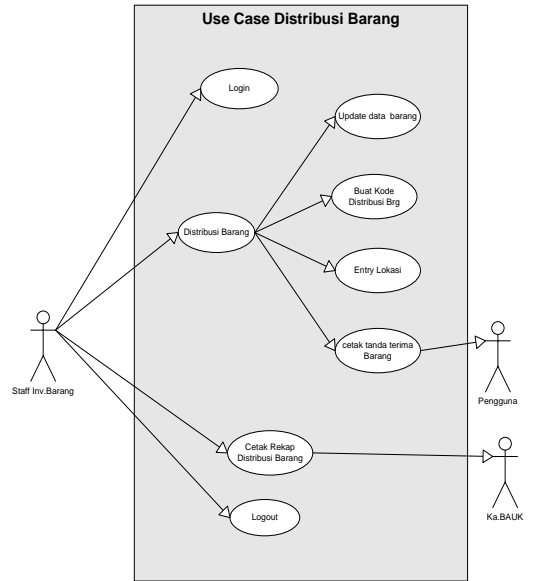 Use Case Distribusi Barang
Login
Update data barang
Buat Kode
Distribusi Brg
Distribusi Barang
Entry Lokasi
cetak tanda terima
Barang
Staff Inv.Barang
Pengguna
Cetak Rekap
Distribusi Barang
Ka.BAUK
Logout